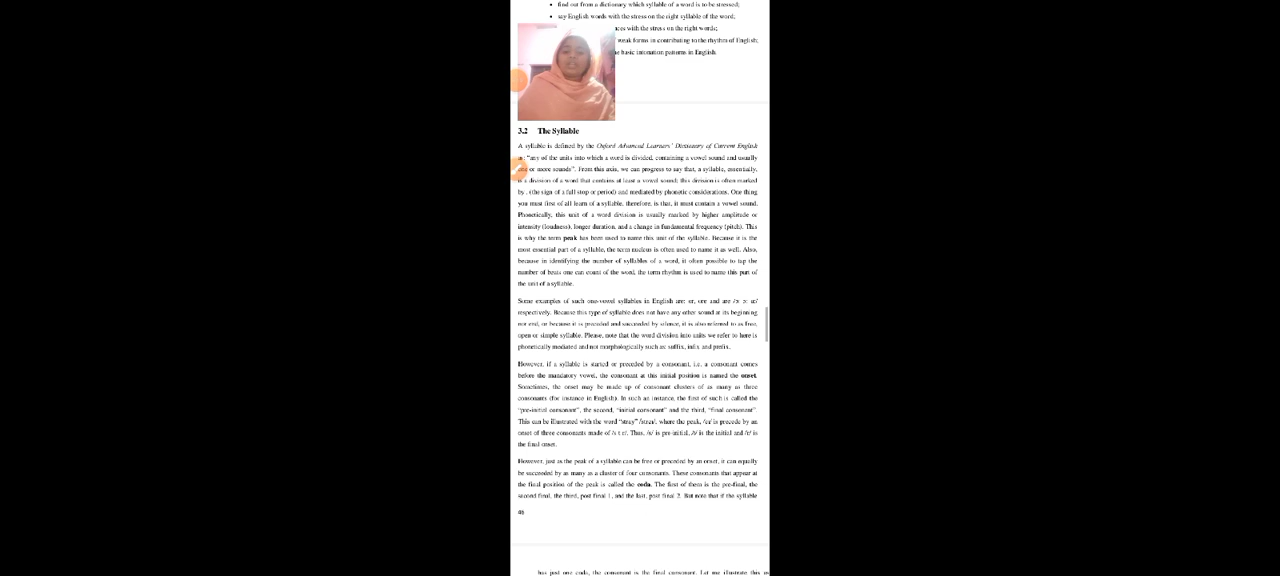 • find out from a dictionary which syllable of a word is to be stressed;
• say English words with the stress on the right syllable of the word;
ces with the stress on the right words;
weak forms in contributing to the rhythm of English;
e basic intonation patterns in English.
3.2 The Syllable
A syllable is defined by the Oxford Advanced Learners' Dictionary of Current English
as: "any of the units into which a word is divided, containing a vowel sound and usually
one or more sounds". From this axis, we can progress to say that, a syllable, essentially,
is a division of a word that contains at least a vowel sound; this division is often marked
by . (the sign of a full stop or period) and mediated by phonetic considerations. One thing
you must first of all learn of a syllable, therefore, is that, it must contain a vowel sound.
Phonetically, this unit of a word division is usually marked by higher amplitude or
intensity (loudness), longer duration, and a change in fundamental frequency (pitch). This
is why the term peak has been used to name this unit of the syllable. Because it is the
most essential part of a syllable, the term nucleus is often used to name it as well. Also,
because in identifying the number of syllables of a word, it often possible to tap the
number of beats one can count of the word, the term rhythm is used to name this part of
the unit of a syllable.
Some examples of such one-vowel syllables in English are: or, one and are
respectively. Because this type of syllable does not have any other sound at its beginning
nor end, or because it is preceded and succeeded by silence, it is also referred to as free,
open or simple syllable. Please, note that the word division into units we refer to here is
phonetically mediated and not morphologically such as: suffix, infix and prefix.
However, if a syllable is started or preceded by a consonant, i.e. a consonant comes
before the mandatory vowel, the consonant at this initial position is named the onset.
Sometimes, the onset may be made up of consonant clusters of as many as three
consonants (for instance in English). In such an instance, the first of such is called the
"pre-initial consonant", the second, "initial consonant" and the third, "final consonant".
This can be illustrated with the word "stray" /streɪ/, where the peak, /eɪ/ is precede by an
onset of three consonants made of /s t r/. Thus, /s/ is pre-initial, /t/ is the initial and /r/ is
the final onset.
However, just as the peak of a syllable can be free or preceded by an onset, it can equally
be succeeded by as many as a cluster of four consonants. These consonants that appear at
the final position of the peak is called the coda. The first of them is the pre-final, the
second final, the third, post final 1, and the last, post final 2. But note that if the syllable
has just one coda, the consonant is the final consonant. Let me illustrate this